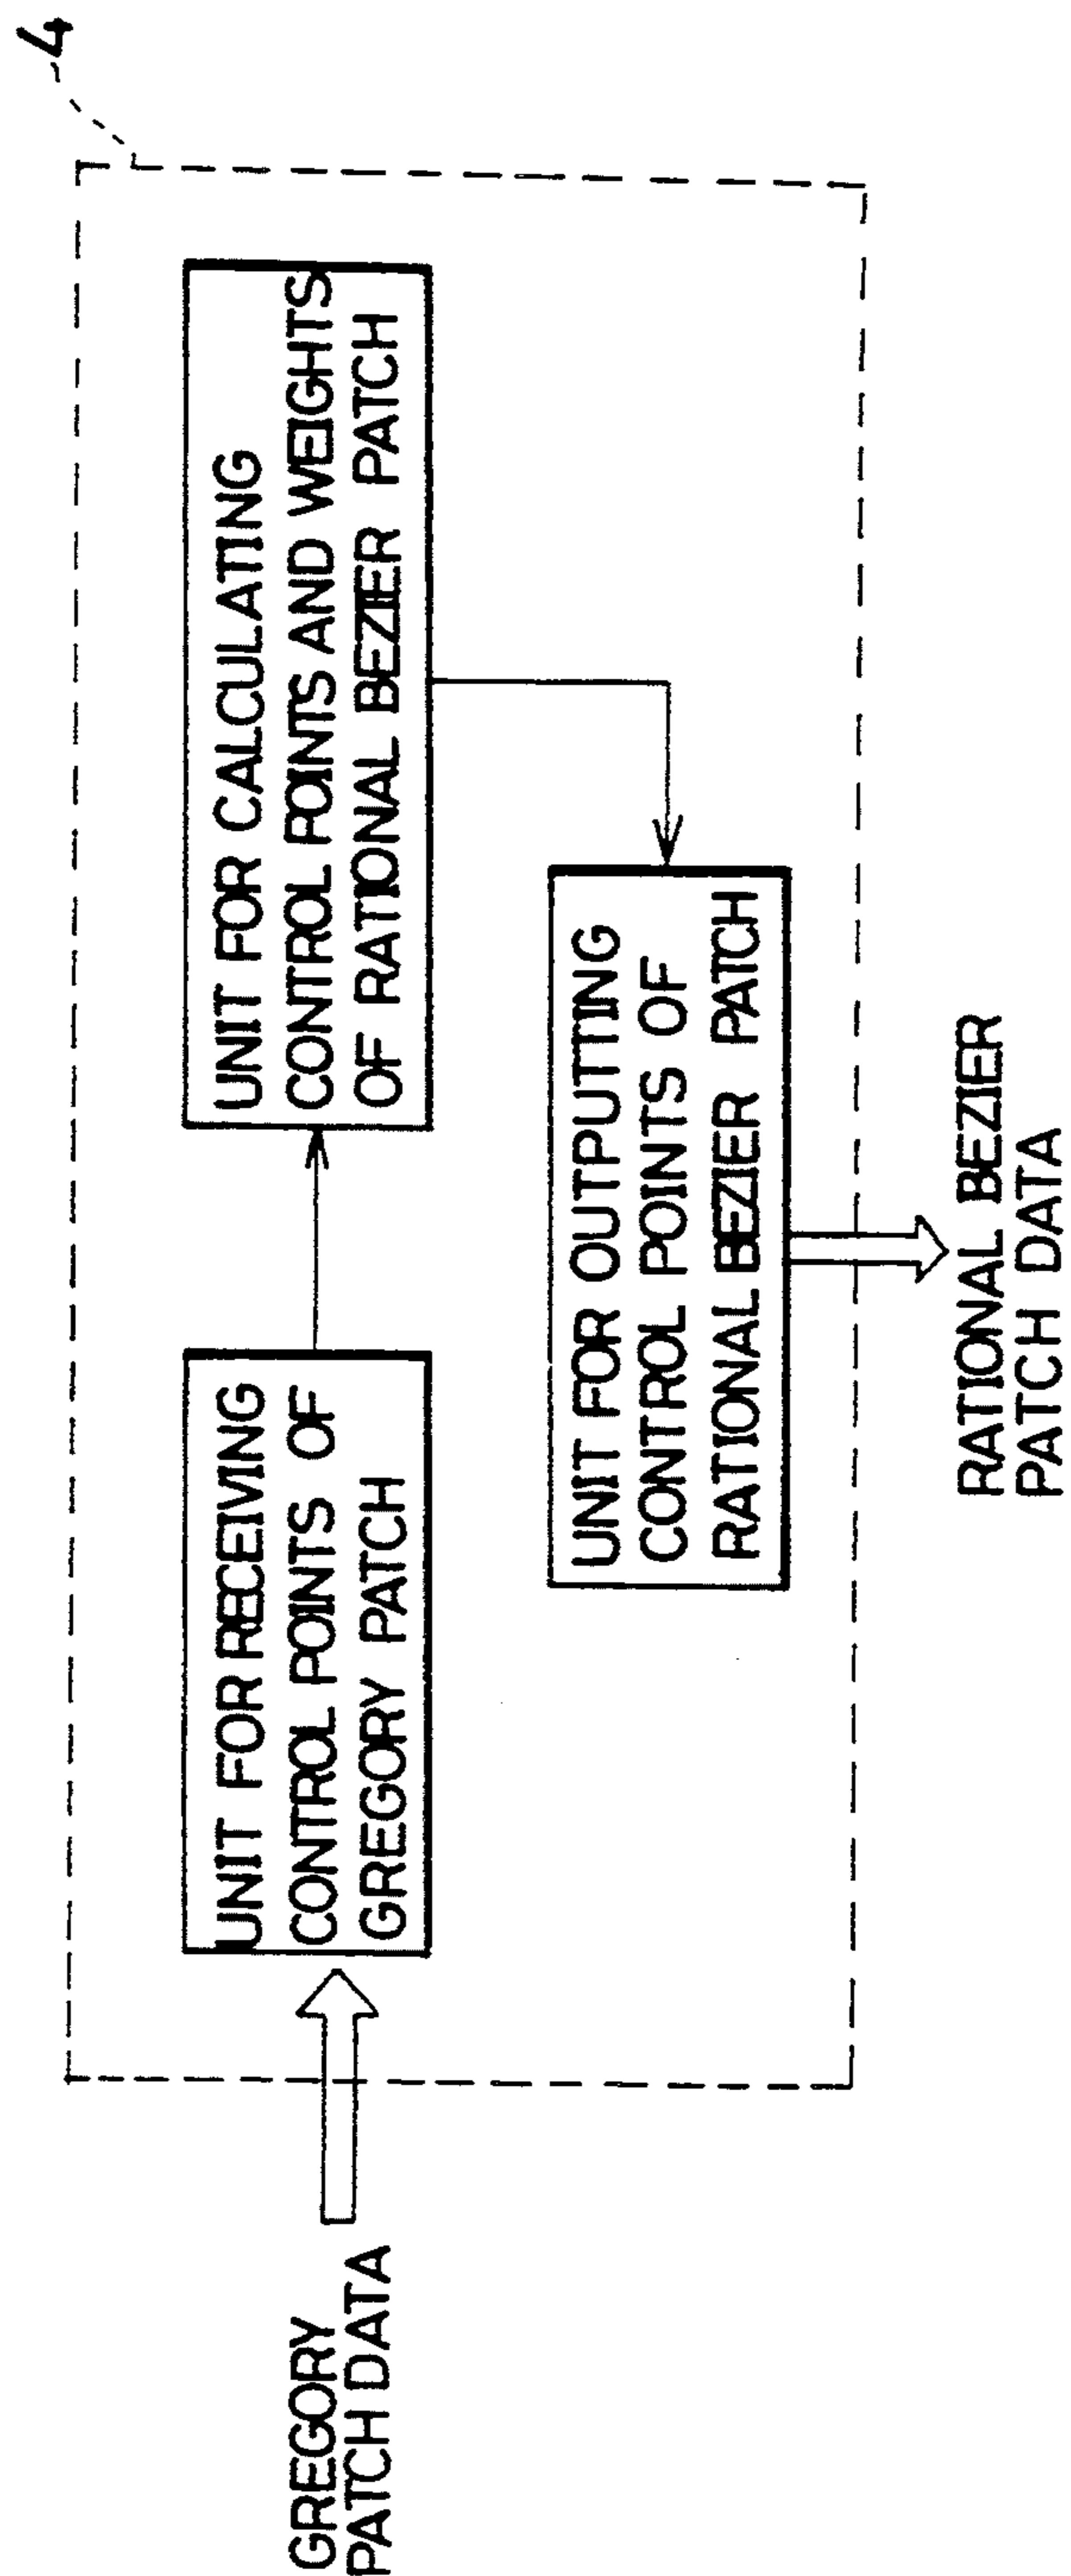 4
GREGORY
PATCH DATA
UNIT FOR RECEIVING
CONTROL POINTS OF
GREGORY PATCH
UNIT FOR CALCULATING
CONTROL POINTS AND WEIGHTS
OF RATIONAL BEZIER PATCH
UNIT FOR OUTPUTTING
CONTROL POINTS OF
RATIONAL BEZIER PATCH
RATIONAL BEZIER
PATCH DATA